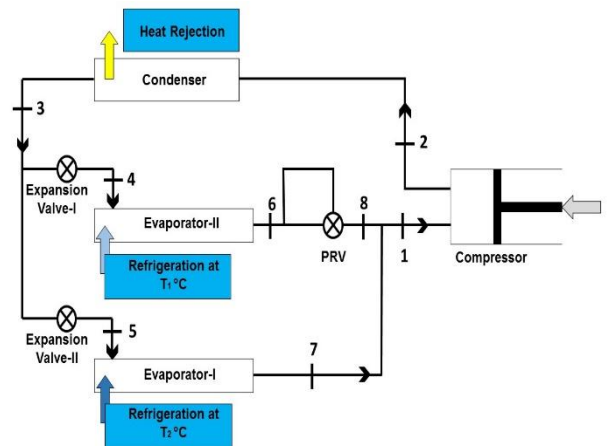 Heat Rejection
Condenser
3
2
Expansion
Valve-I
4
Evaporator-II
6
8
PRV
1
Compressor
Refrigeration at
T₁ °C
Expansion
Valve-II
5
Evaporator-I
7
Refrigeration at
T₂ °C